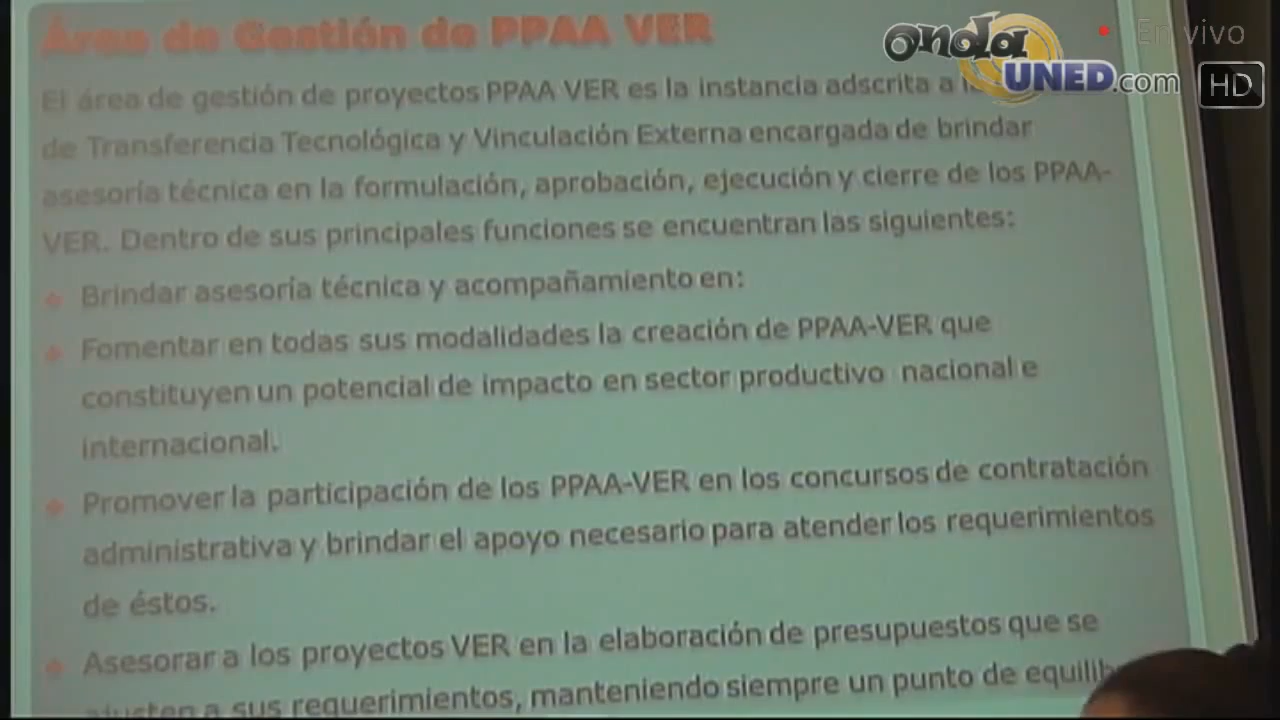 Área de Gestión de PPAA VER
El área de gestión de proyectos PPAA VER es la instancia adscrita a
de Transferencia Tecnológica y Vinculación Externa encargada de brindar
asesoría técnica en la formulación, aprobación, ejecución y cierre de los PPAA-
VER. Dentro de sus principales funciones se encuentran las siguientes:
Brindar asesoría técnica y acompañamiento en:
Fomentar en todas sus modalidades la creación de PPAA-VER que
constituyen un potencial de impacto en sector productivo nacional e
internacional.
Promover la participación de los PPAA-VER en los concursos de contratación
administrativa y brindar el apoyo necesario para atender los requerimientos
de éstos.
Asesorar a los proyectos VER en la elaboración de presupuestos que se
ajusten a sus requerimientos, manteniendo siempre un punto de
onda
UNED.com
En vivo
HD